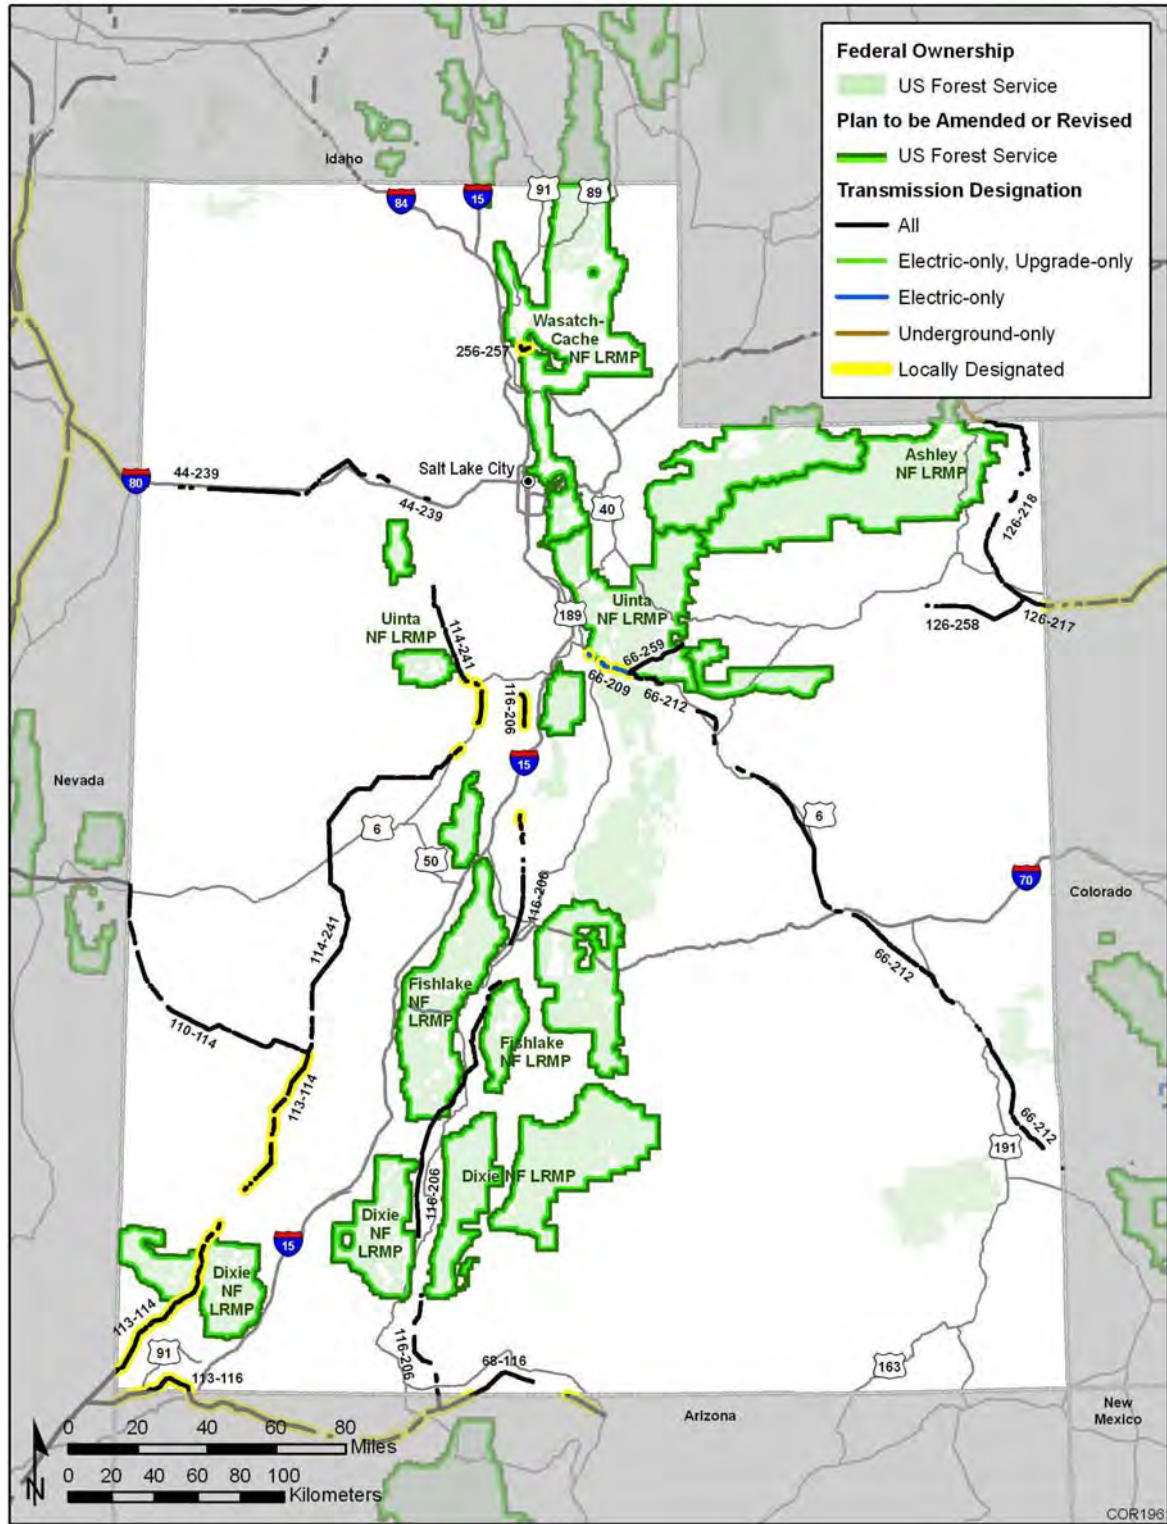 Federal Ownership
US Forest Service
Plan to be Amended or Revised
US Forest Service
Transmission Designation
All
Electric-only, Upgrade-only
Electric-only
Underground-only
Locally Designated
Idaho
84
15
91
89
Wasatch-
Cache
NF LRMP
256-257
Ashley
NF LRMP
Salt Lake City
80
44-239
44-239
40
126-218
Uinta
NF LRMP
189
Uinta
NF LRMP
126-258
126-217
114-241
66-259
66-209
66-212
116-206
15
Nevada
6
50
6
70
Colorado
116-206
114-241
66-212
Fishlake
NF
LRMP
110-114
Fishlake
NF LRMP
113-114
66-212
191
116-206
Dixie NF LRMP
Dixie
NF
LRMP
15
Dixie
NF
LRMP
113-114
91
116-206
68-116
163
113-116
Arizona
New
Mexico
0 20 40 60 80
Miles
0 20 40 60 80 100
Kilometers
N
COR196